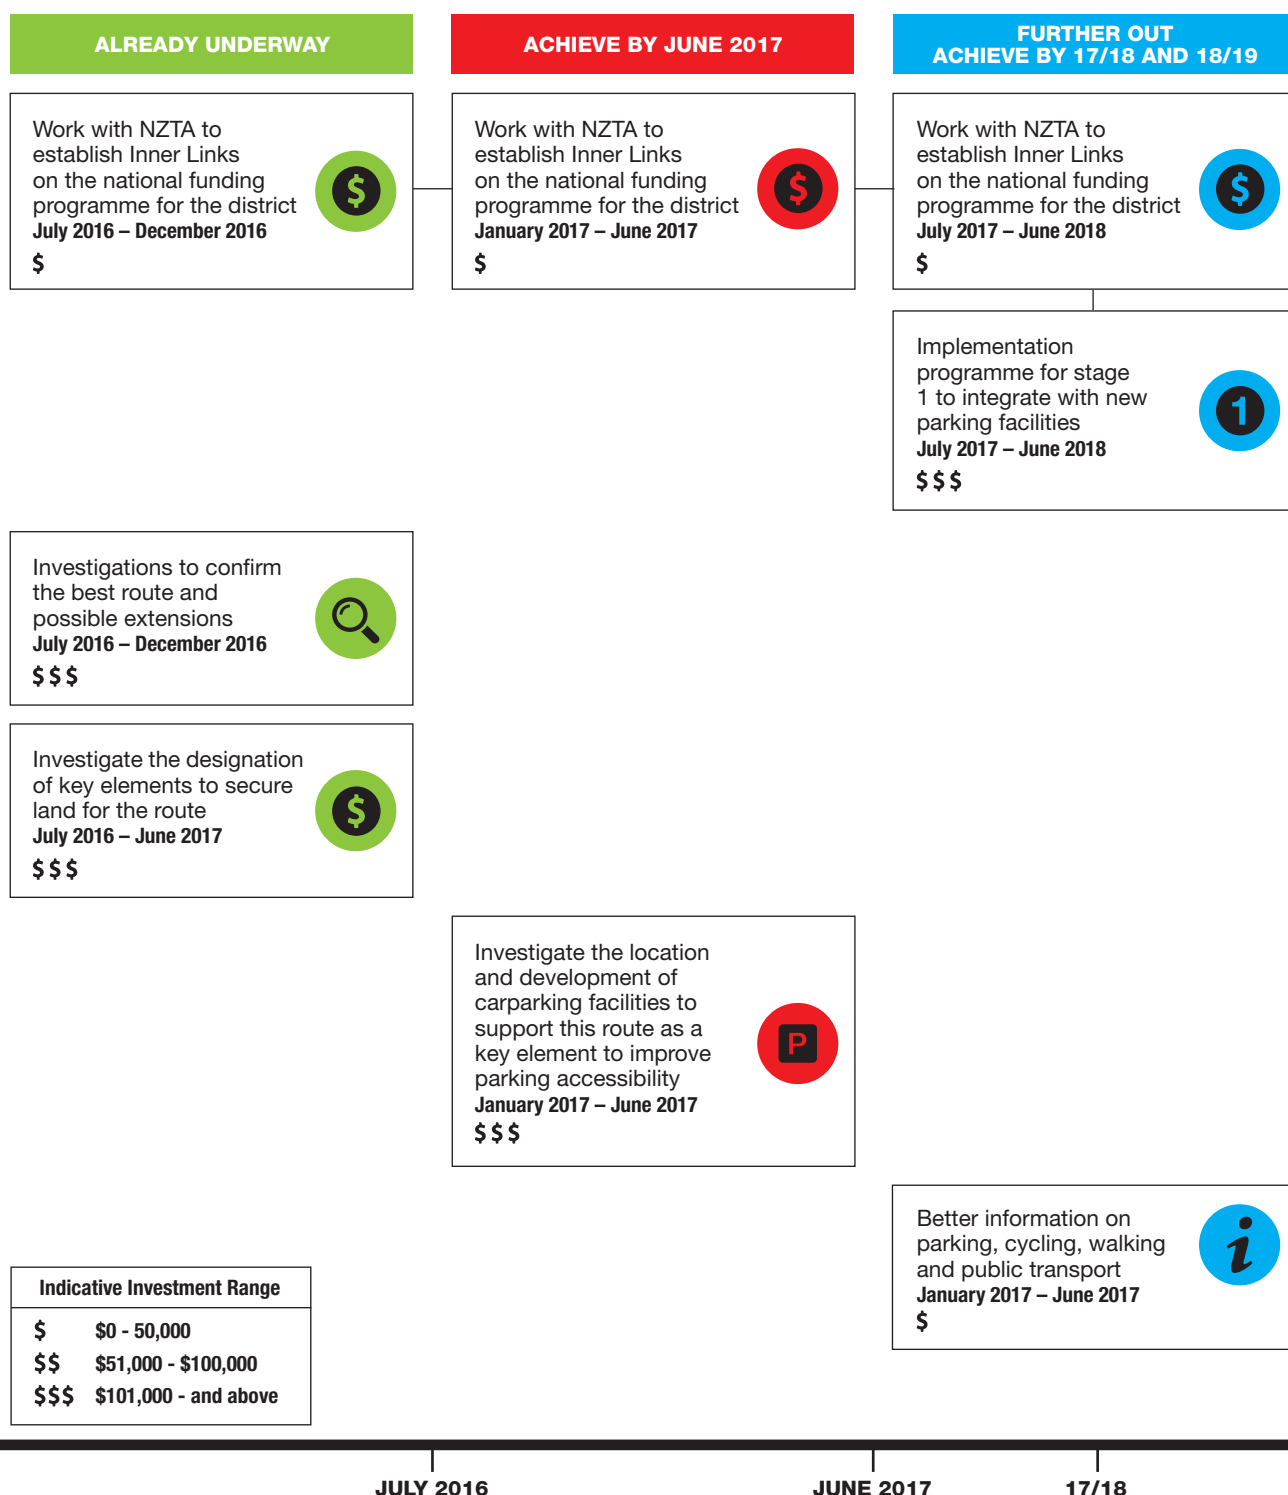 ALREADY UNDERWAY
ACHIEVE BY JUNE 2017
FURTHER OUT
ACHIEVE BY 17/18 AND 18/19
Work with NZTA to
establish Inner Links
on the national funding
programme for the district
July 2016 – December 2016
$
$
Work with NZTA to
establish Inner Links
on the national funding
programme for the district
January 2017 – June 2017
$
$
Work with NZTA to
establish Inner Links
on the national funding
programme for the district
July 2017 – June 2018
$
$
Implementation
programme for stage
1 to integrate with new
parking facilities
July 2017 – June 2018
$$$
1
Investigations to confirm
the best route and
possible extensions
July 2016 – December 2016
$$$
Investigate the designation
of key elements to secure
land for the route
July 2016 – June 2017
$$$
$
Investigate the location
and development of
carparking facilities to
support this route as a
key element to improve
parking accessibility
January 2017 – June 2017
$$$
P
Better information on
parking, cycling, walking
and public transport
January 2017 – June 2017
$
i
Indicative Investment Range
$ $0 - 50,000
$$ $51,000 - $100,000
$$$ $101,000 - and above
JULY 2016
JUNE 2017
17/18